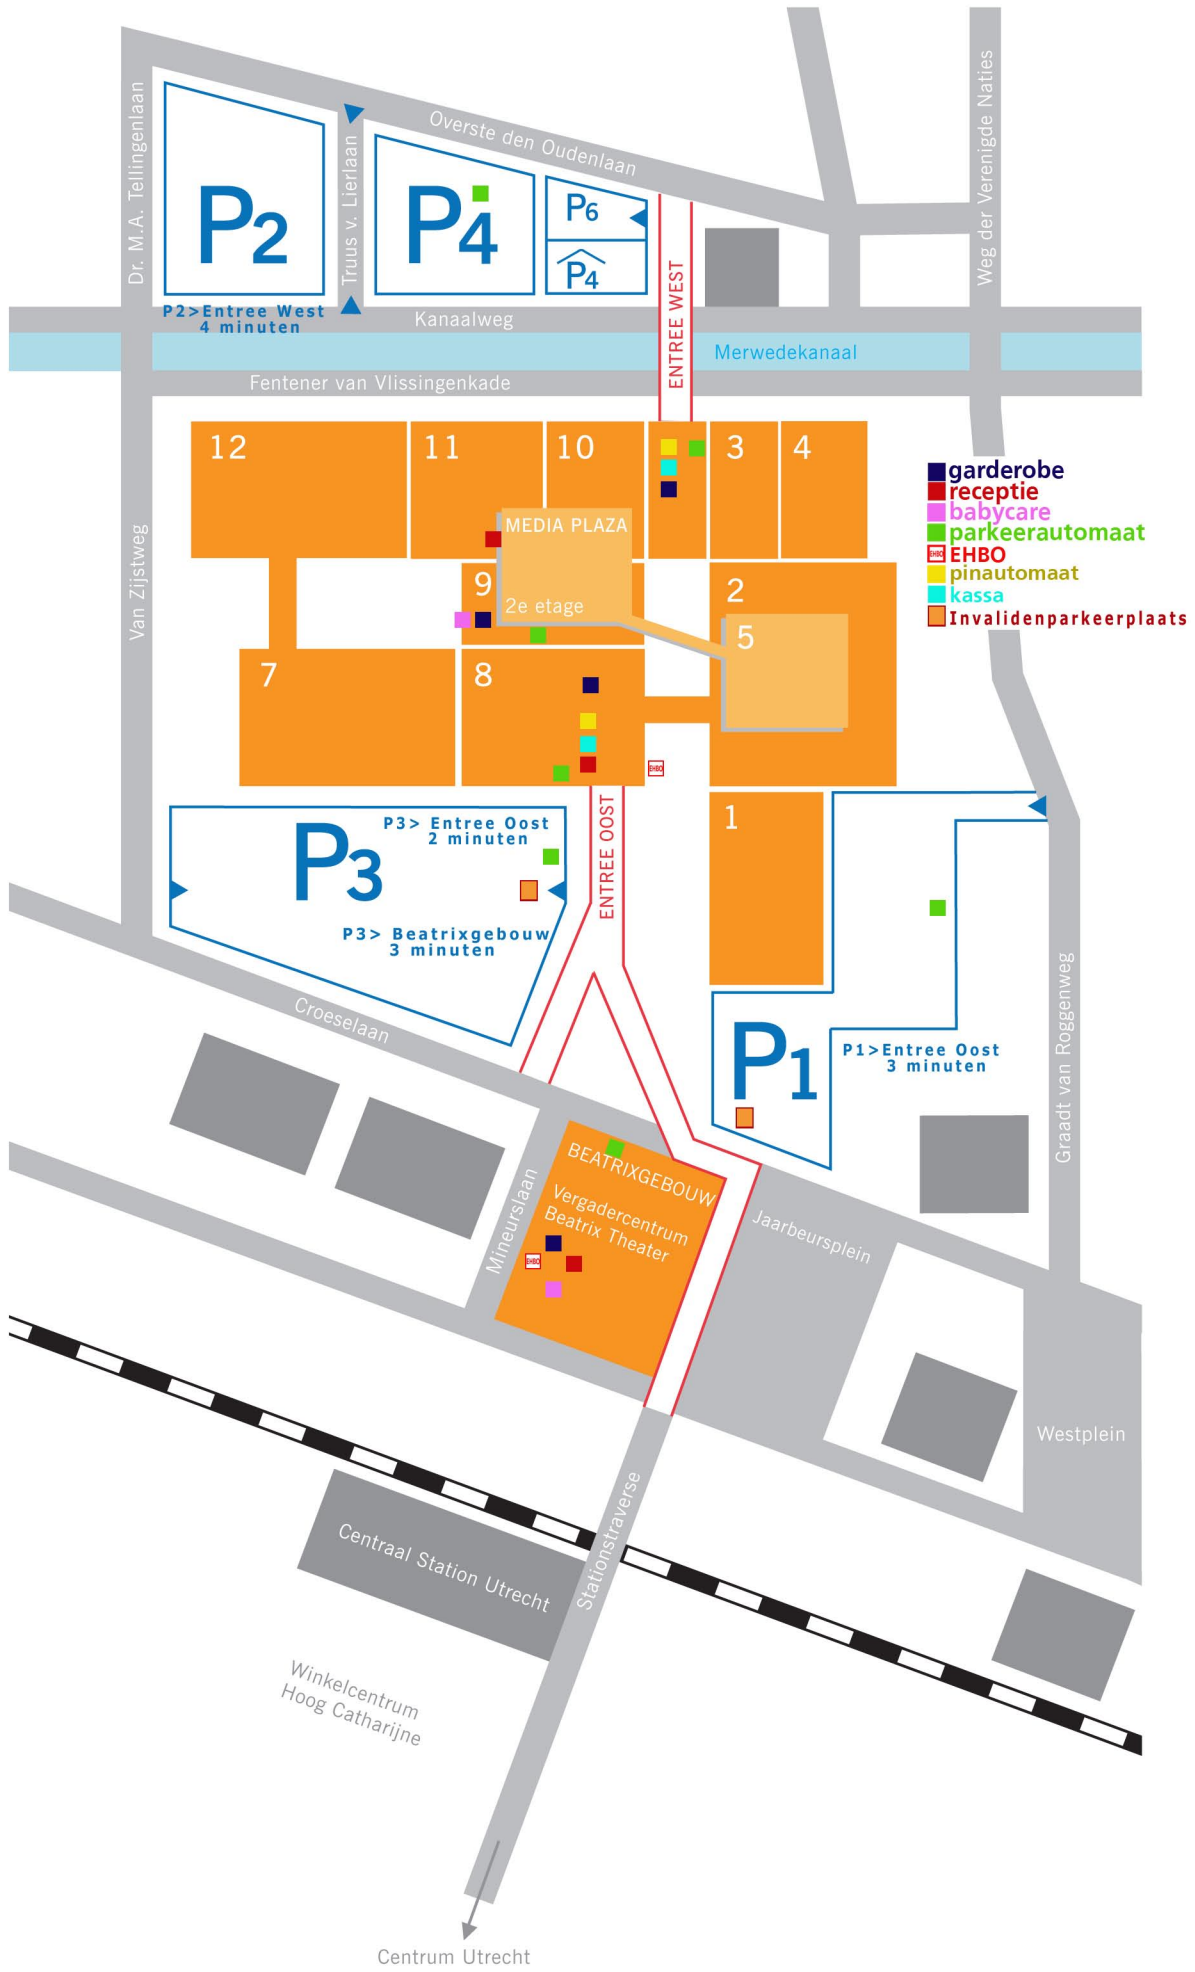 Overste den Oudenlaan
Weg der Verenigde Naties
Dr. M.A. Tellingenlaan
Truus v. Lierlaan
P2
P4
P6
P4
P2>Entree West
4 minuten
Kanaalweg
ENTREE WEST
Merwedekanaal
Fentener van Vlissingenkade
12
11
10
3
4
garderobe
receptie
babycare
parkeerautomaat
EHBO EHBO
pinautomaat
kassa
Invalidenparkeerplaats
MEDIA PLAZA
9
2e etage
2
5
Van Zijstweg
7
8
EHBO
1
ENTREE OOST
P3> Entree Oost
2 minuten
P3
P3> Beatrixgebouw
3 minuten
Croeselaan
P1
P1>Entree Oost
3 minuten
Graadt van Roggenweg
BEATRIXGEBOUW
Vergadercentrum
Beatrix Theater
EHBO
Mineurslaan
Jaarbeursplein
Westplein
Stationstraverse
Centraal Station Utrecht
Winkelcentrum
Hoog Catharijne
Centrum Utrecht